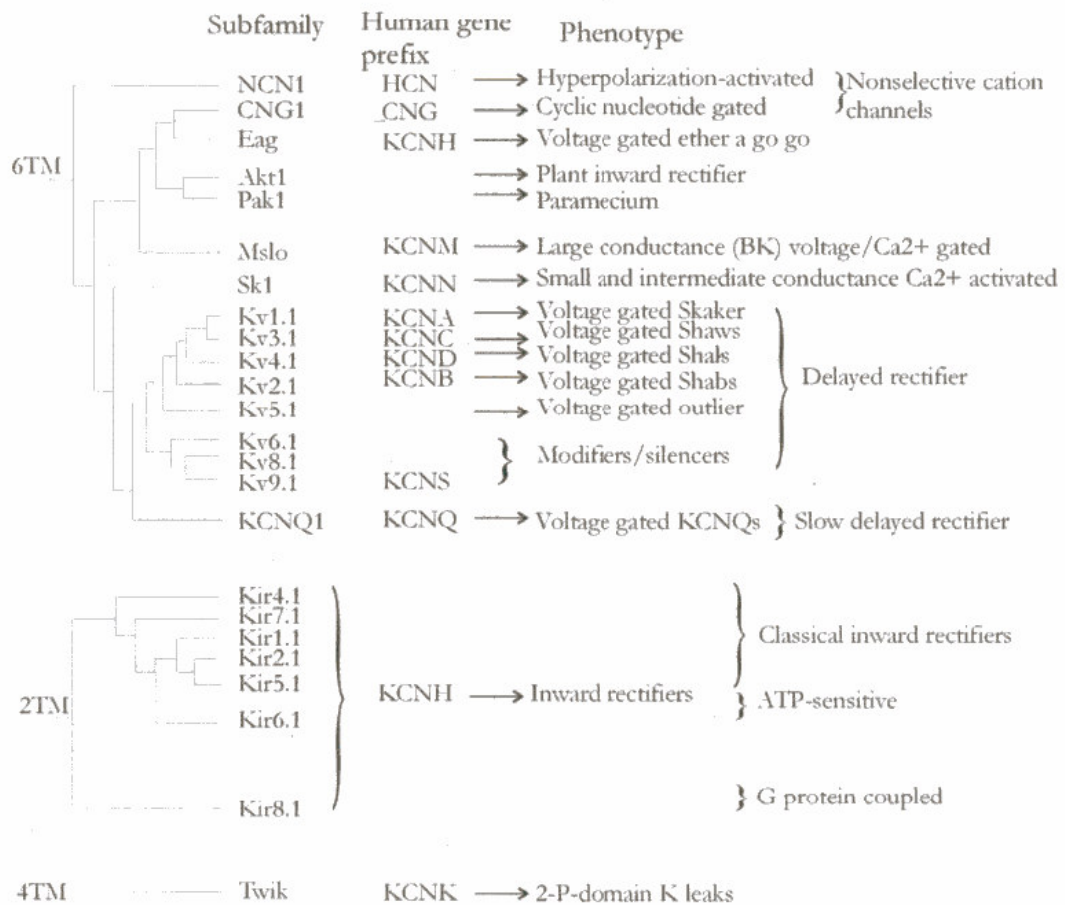 Subfamily Human gene prefix Phenotype
NCN1 HCN Hyperpolarization-activated } Nonselective cation channels
CNG1 CNG Cyclic nucleotide gated
Eag KCNH Voltage gated ether a go go
6TM
Akt1 Plant inward rectifier
Pak1 Paramecium
Mslo KCNM Large conductance (BK) voltage/Ca2+ gated
Sk1 KCNN Small and intermediate conductance Ca2+ activated
Kv1.1 KCNA Voltage gated Skaker
Kv3.1 KCNC Voltage gated Shaws
Kv4.1 KCND Voltage gated Shals
Kv2.1 KCNB Voltage gated Shabs } Delayed rectifier
Kv5.1 Voltage gated outlier
Kv6.1
Kv8.1 } Modifiers/silencers
Kv9.1 KCNS
KCNQ1 KCNQ Voltage gated KCNQs } Slow delayed rectifier
Kir4.1
Kir7.1
Kir1.1 } Classical inward rectifiers
Kir2.1
Kir5.1
2TM KCNH Inward rectifiers } ATP-sensitive
Kir6.1
Kir8.1 } G protein coupled
4TM Twik KCNK 2-P-domain K leaks